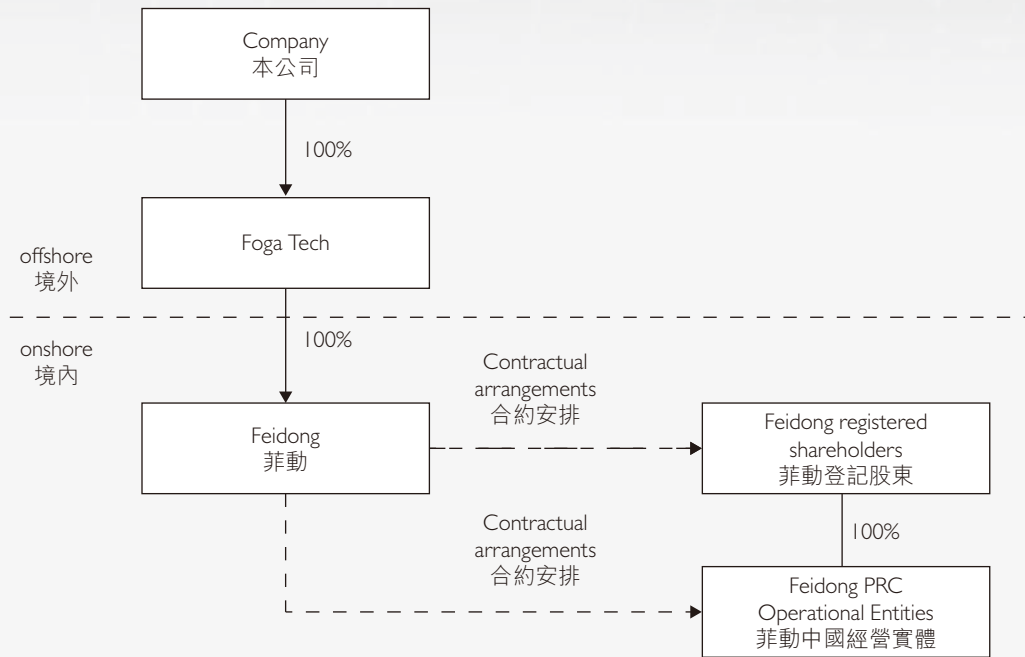 Company
本公司
100%
Foga Tech
offshore
境外
onshore
境內
100%
Contractual
arrangements
合約安排
Feidong
菲動
Feidong registered
shareholders
菲動登記股東
Contractual
arrangements
合約安排
100%
Feidong PRC
Operational Entities
菲動中國經營實體